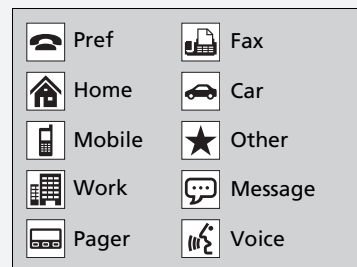 Pref
Fax
Home
Car
Mobile
Other
Work
Message
Pager
Voice